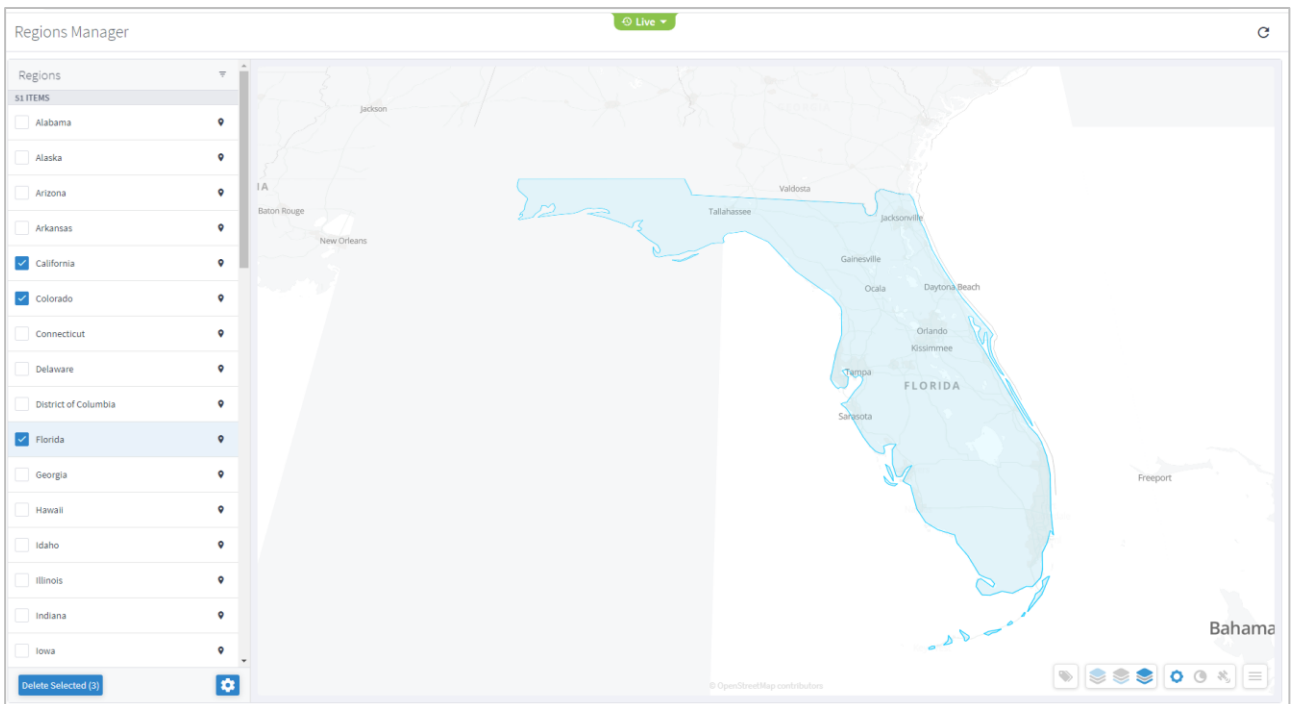 Live
Regions Manager
Regions
51 ITEMS
Alabama
Alaska
Arizona
Arkansas
California
Colorado
Connecticut
Delaware
District of Columbia
Florida
Georgia
Hawaii
Idaho
Illinois
Indiana
Iowa
Delete Selected (3)
Jackson
IA
Valdosta
Baton Rouge
Tallahassee
Jacksonville
New Orleans
Gainesville
Ocala
Daytona Beach
Orlando
Kissimmee
Tampa
FLORIDA
Sarasota
Freeport
Bahama
© OpenStreetMap contributors